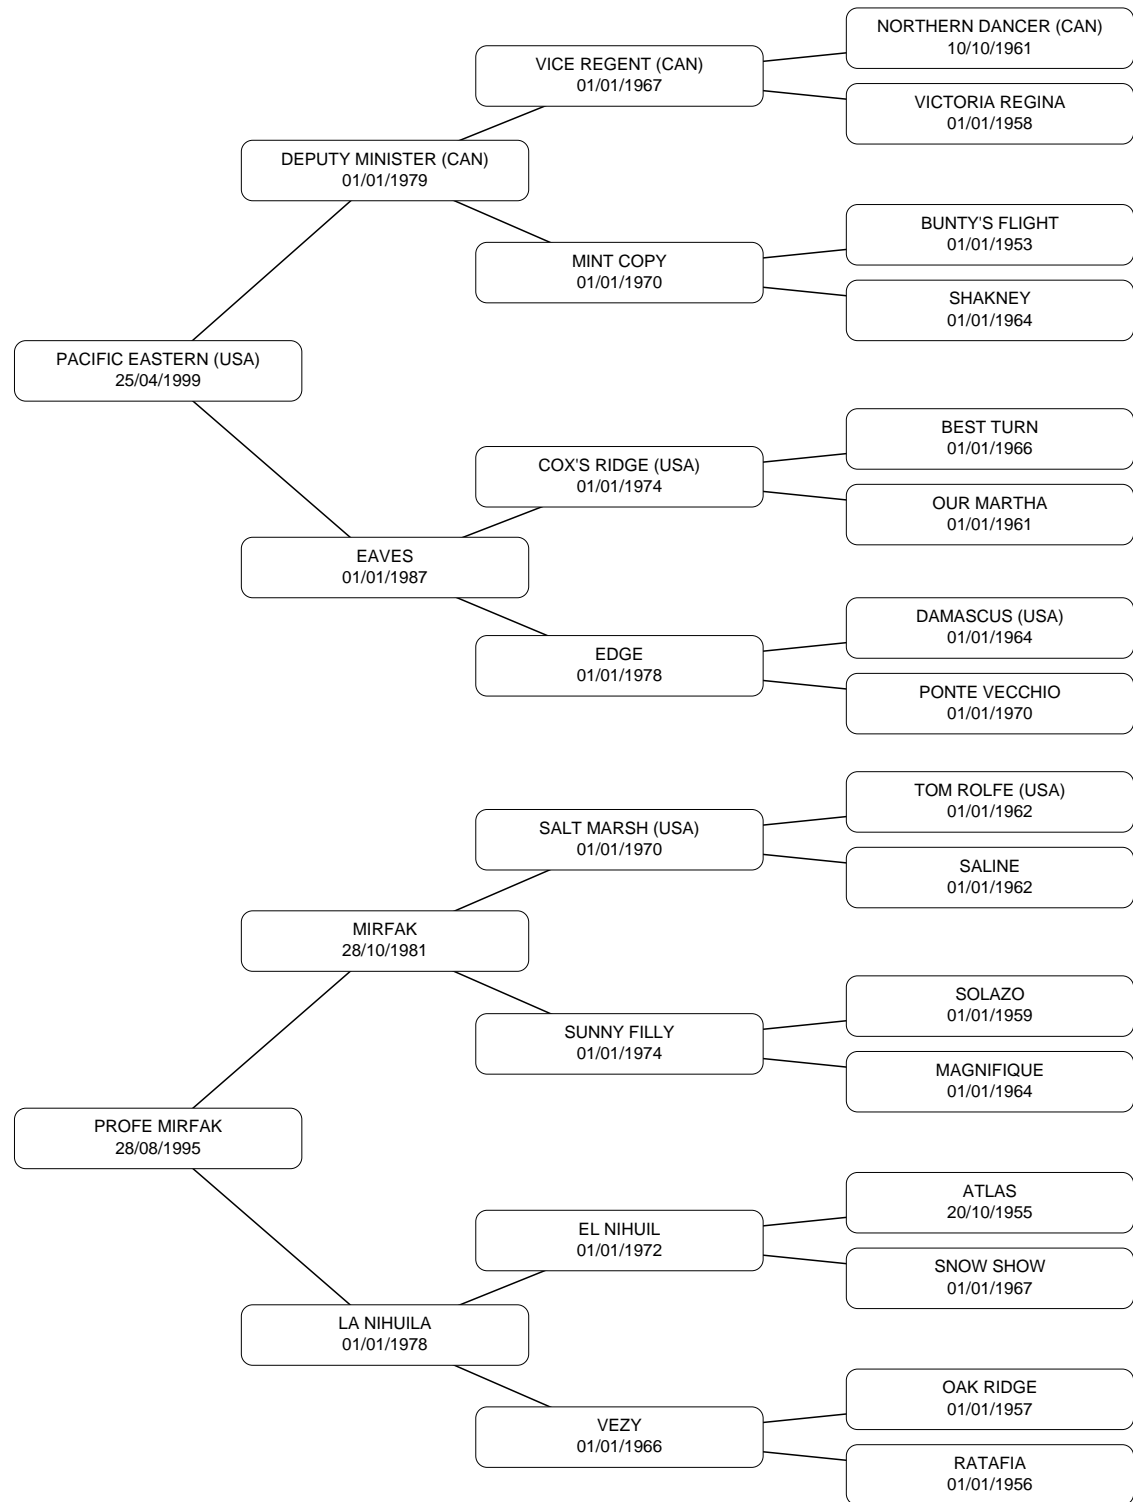 NORTHERN DANCER (CAN)
10/10/1961
VICE REGENT (CAN)
01/01/1967
VICTORIA REGINA
01/01/1958
DEPUTY MINISTER (CAN)
01/01/1979
BUNTY'S FLIGHT
01/01/1953
MINT COPY
01/01/1970
SHAKNEY
01/01/1964
PACIFIC EASTERN (USA)
25/04/1999
BEST TURN
01/01/1966
COX'S RIDGE (USA)
01/01/1974
OUR MARTHA
01/01/1961
EAVES
01/01/1987
DAMASCUS (USA)
01/01/1964
EDGE
01/01/1978
PONTE VECCHIO
01/01/1970
TOM ROLFE (USA)
01/01/1962
SALT MARSH (USA)
01/01/1970
SALINE
01/01/1962
MIRFAK
28/10/1981
SOLAZO
01/01/1959
SUNNY FILLY
01/01/1974
MAGNIFIQUE
01/01/1964
PROFE MIRFAK
28/08/1995
ATLAS
20/10/1955
EL NIHUIL
01/01/1972
SNOW SHOW
01/01/1967
LA NIHUILA
01/01/1978
OAK RIDGE
01/01/1957
VEZY
01/01/1966
RATAFIA
01/01/1956